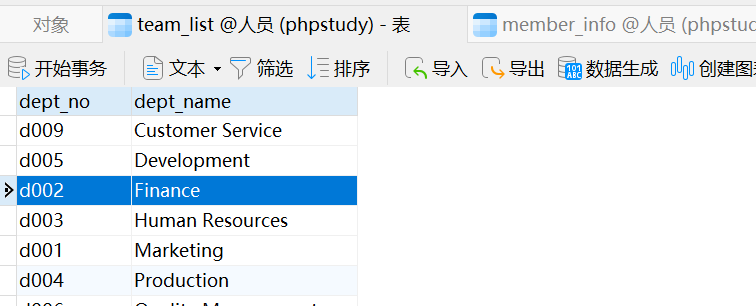 对象 team_list @人员 (phpstudy) - 表 member_info @人员 (phpstud
开始事务 文本 筛选 排序 导入 导出 数据生成 创建图
dept_no dept_name
d009 Customer Service
d005 Development
d002 Finance
d003 Human Resources
d001 Marketing
d004 Production